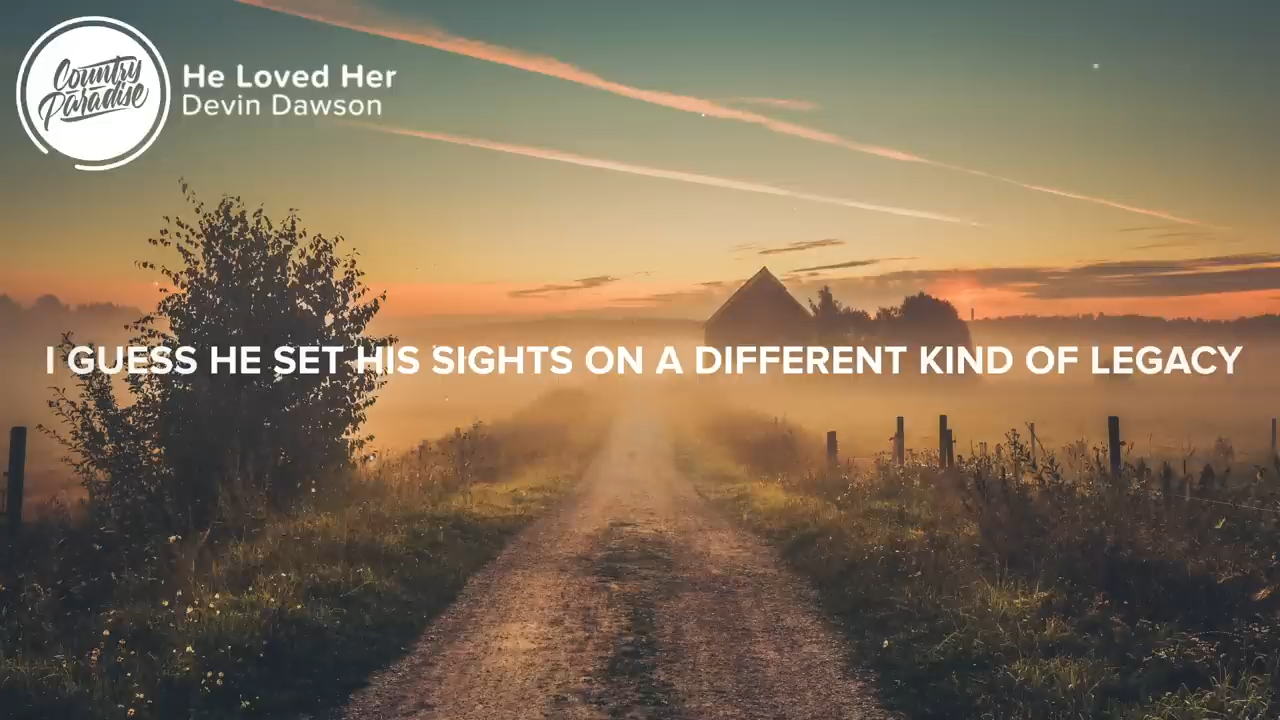 Country
Paradise
He Loved Her
Devin Dawson
I GUESS HE SET HIS SIGHTS ON A DIFFERENT KIND OF LEGACY